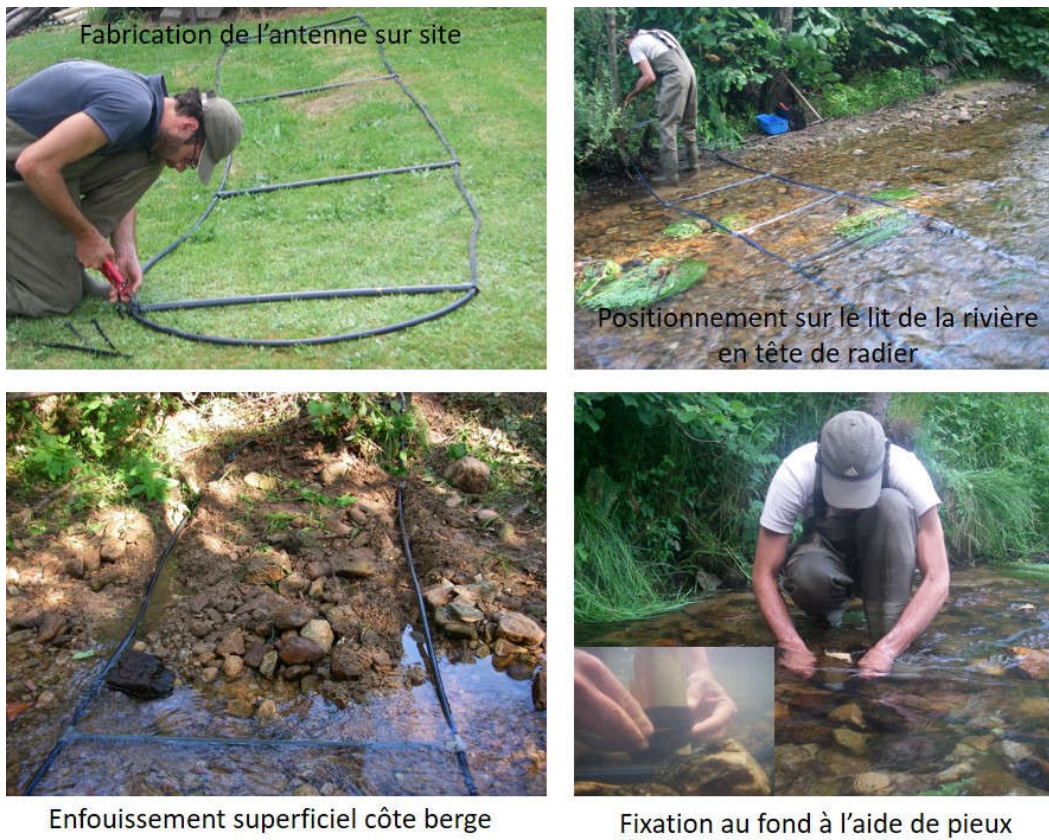 Fabrication de l'antenne sur site
Positionnement sur le lit de la rivière
en tête de radier
adidas
Enfouissement superficiel côte berge
Fixation au fond à l'aide de pieux